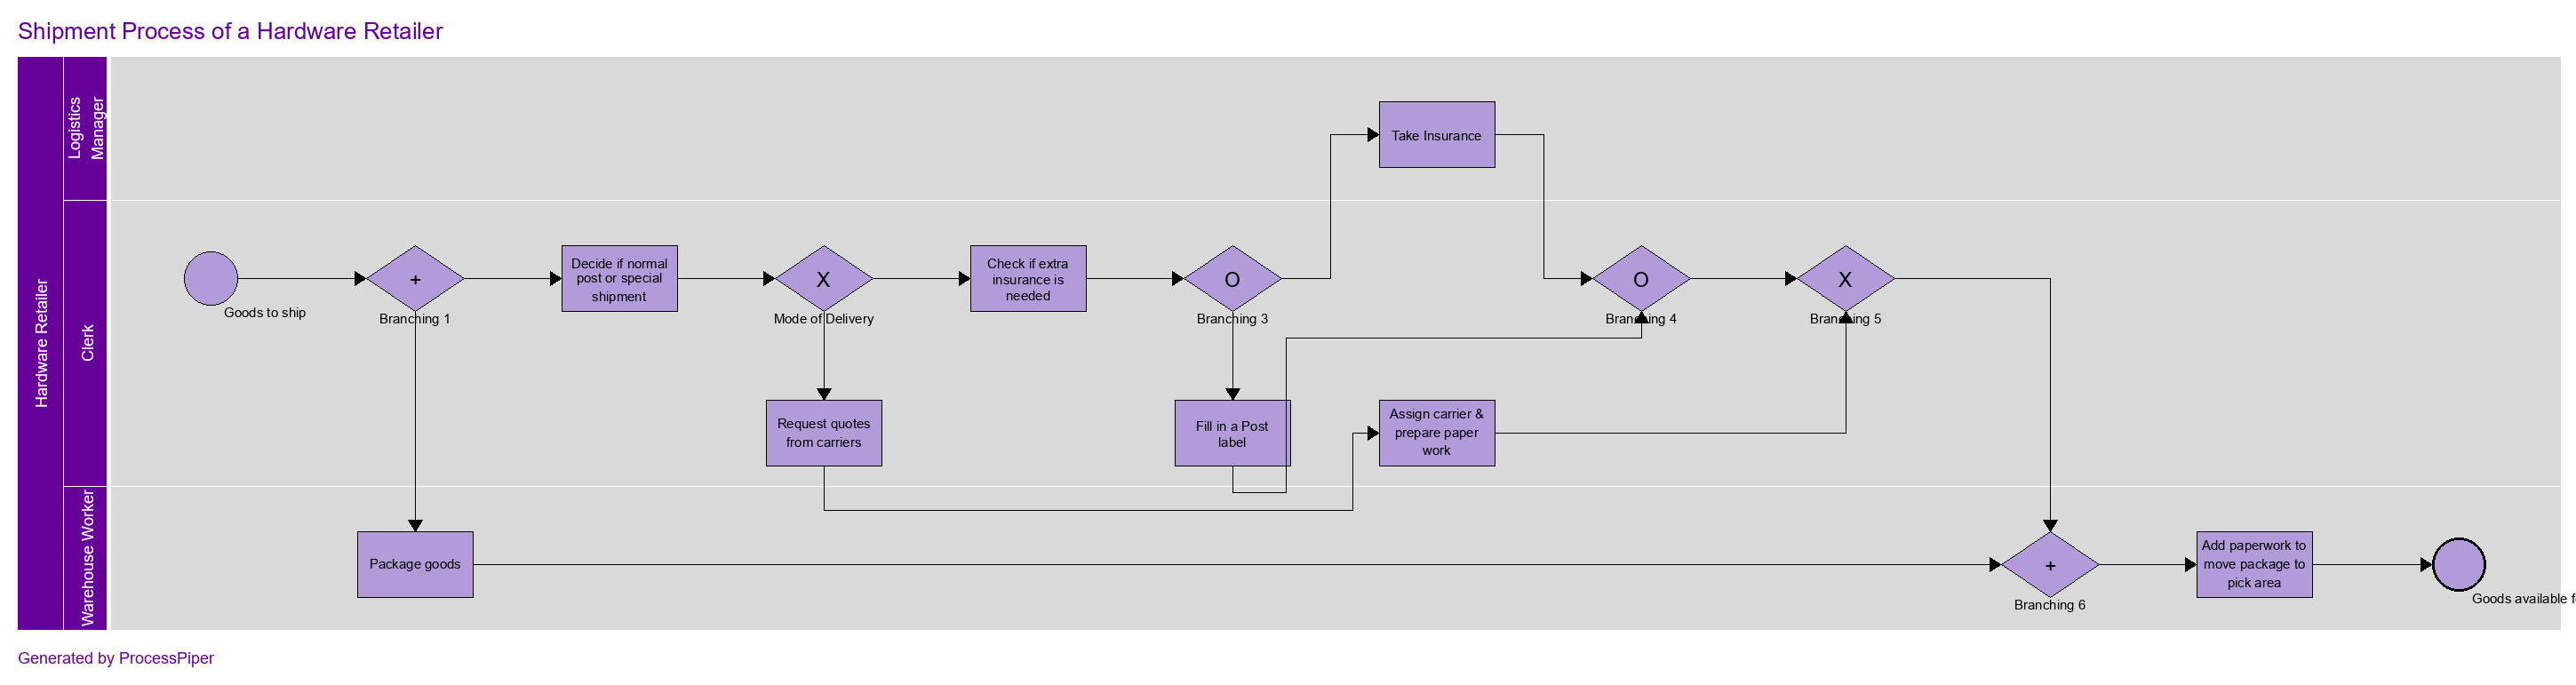 Shipment Process of a Hardware Retailer
Hardware Retailer
Logistics
Manager
Take Insurance
Clerk
Goods to ship
+
Branching 1
Decide if normal
post or special
shipment
X
Mode of Delivery
Check if extra
insurance is
needed
O
Branching 3
O
Branching 4
X
Branching 5
Request quotes
from carriers
Fill in a Post
label
Assign carrier &
prepare paper
work
Warehouse Worker
Package goods
+
Branching 6
Add paperwork to
move package to
pick area
Goods available
Generated by ProcessPiper